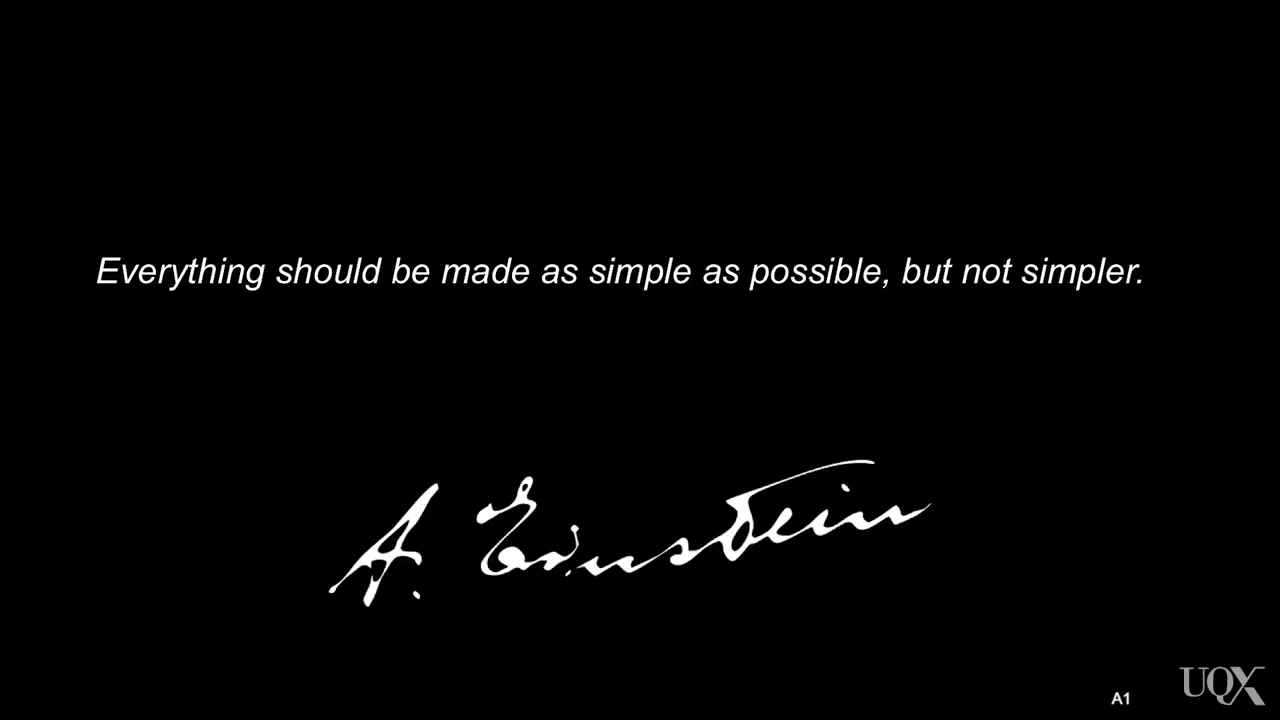 Everything should be made as simple as possible, but not simpler.
A. Einstein
A1
UQX